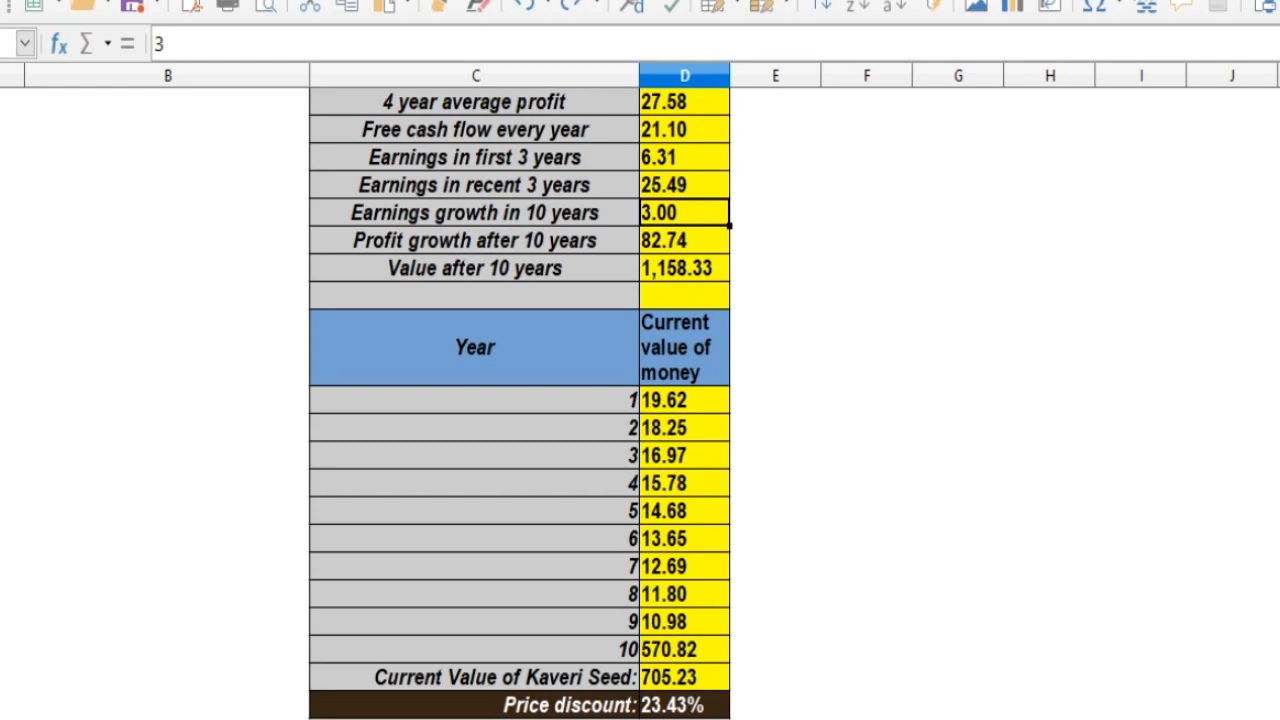 3
B C D E F G H I J
4 year average profit 27.58
Free cash flow every year 21.10
Earnings in first 3 years 6.31
Earnings in recent 3 years 25.49
Earnings growth in 10 years 3.00
Profit growth after 10 years 82.74
Value after 10 years 1,158.33
Year
Current
value of
money
1 19.62
2 18.25
3 16.97
4 15.78
5 14.68
6 13.65
7 12.69
8 11.80
9 10.98
10 570.82
Current Value of Kaveri Seed: 705.23
Price discount: 23.43%